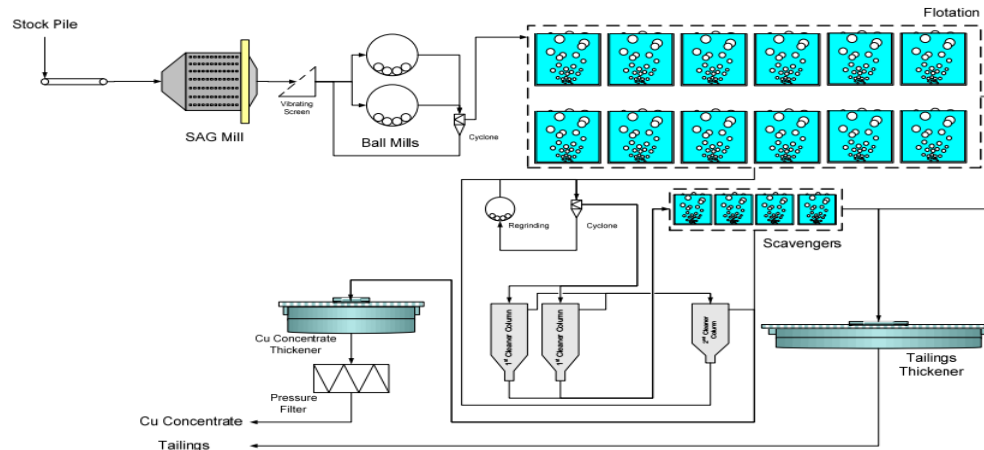 Stock Pile
Flotation
SAG Mill
Vibrating
Screen
Ball Mills
Cyclone
Regrinding
Cyclone
Scavengers
1st Cleaner Column
1st Cleaner Column
2nd Cleaner
Column
Cu Concentrate
Thickener
Tailings
Thickener
Pressure
Filter
Cu Concentrate
Tailings